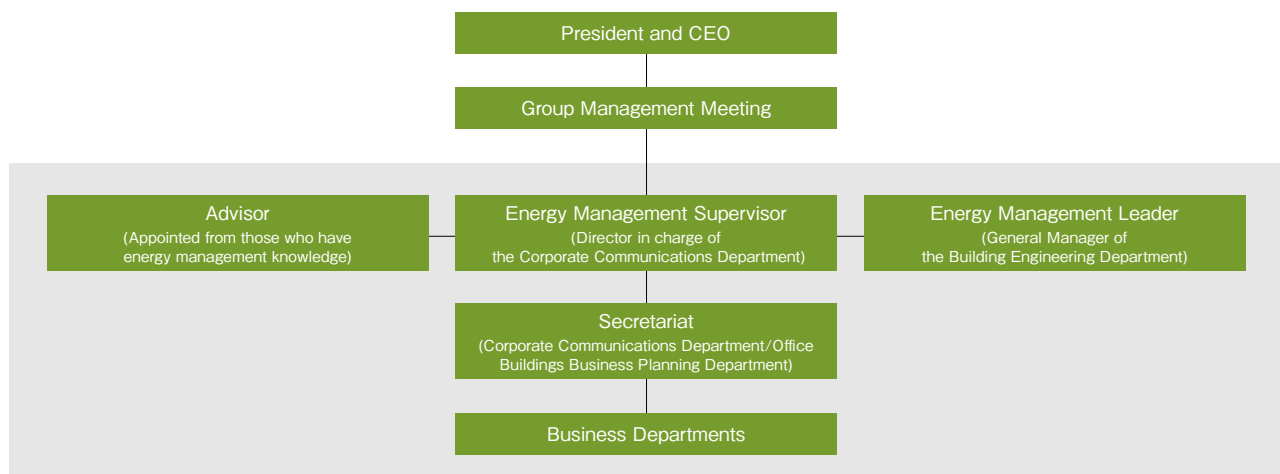 President and CEO
Group Management Meeting
Advisor
(Appointed from those who have
energy management knowledge)
Energy Management Supervisor
(Director in charge of
the Corporate Communications Department)
Energy Management Leader
(General Manager of
the Building Engineering Department)
Secretariat
(Corporate Communications Department/Office
Buildings Business Planning Department)
Business Departments